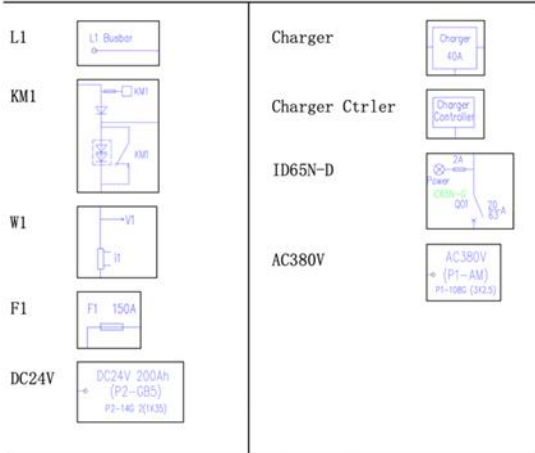 L1
L1 Busbar
KM1
KM1
KM1
W1
V1
i1
F1
F1 150A
DC24V
DC24V 200Ah
(P2-GB5)
P2-14G 2(1X35)
Charger
Charger
40A
Charger Ctrler
Charger
Controller
ID65N-D
2A
Power
Q01
20
63
A
AC380V
AC380V
(P1-AM)
P1-108G (3X2.5)